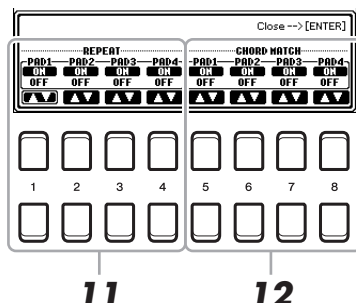 Close -->[ENTER]
REPEAT CHORD MATCH
PAD1 PAD2 PAD3 PAD4 PAD1 PAD2 PAD3 PAD4
ON ON ON ON ON ON ON ON
OFF OFF OFF OFF OFF OFF OFF OFF
1 2 3 4 5 6 7 8
11 12